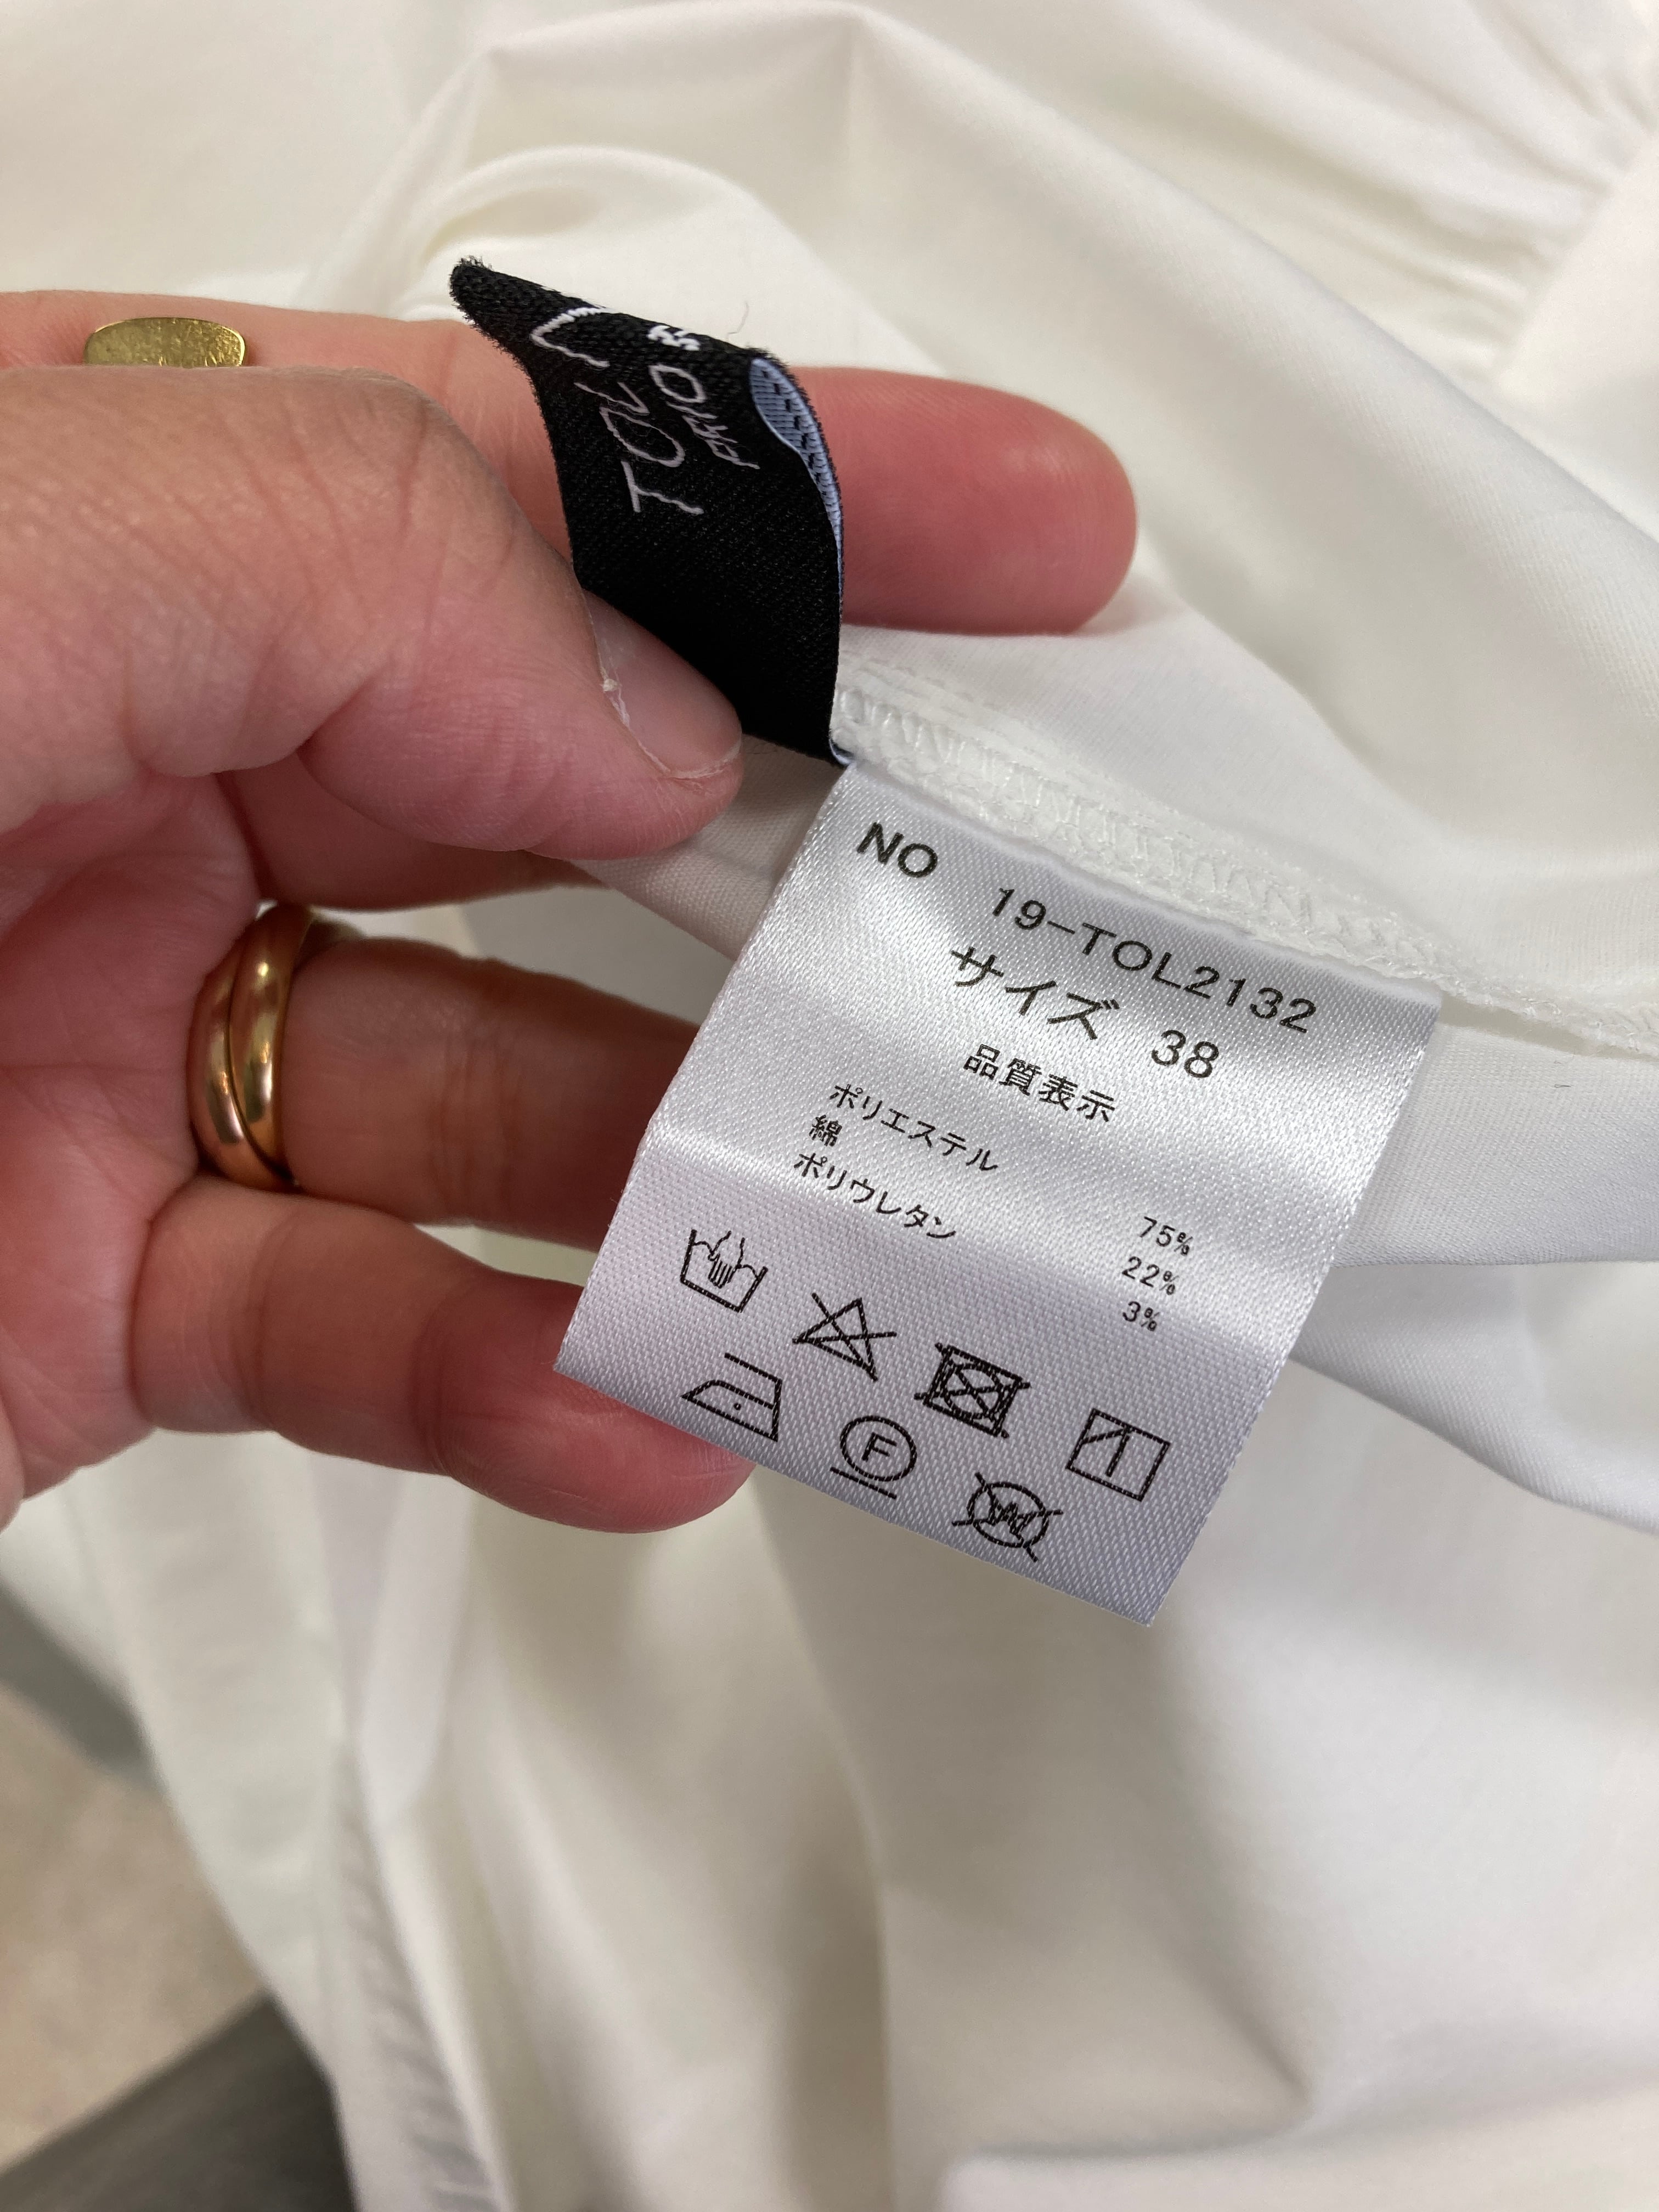 TOL
NO 19-TOL2132
サイズ 38
品質表示
ポリエステル 75%
綿 22%
ポリウレタン 3%
F
W